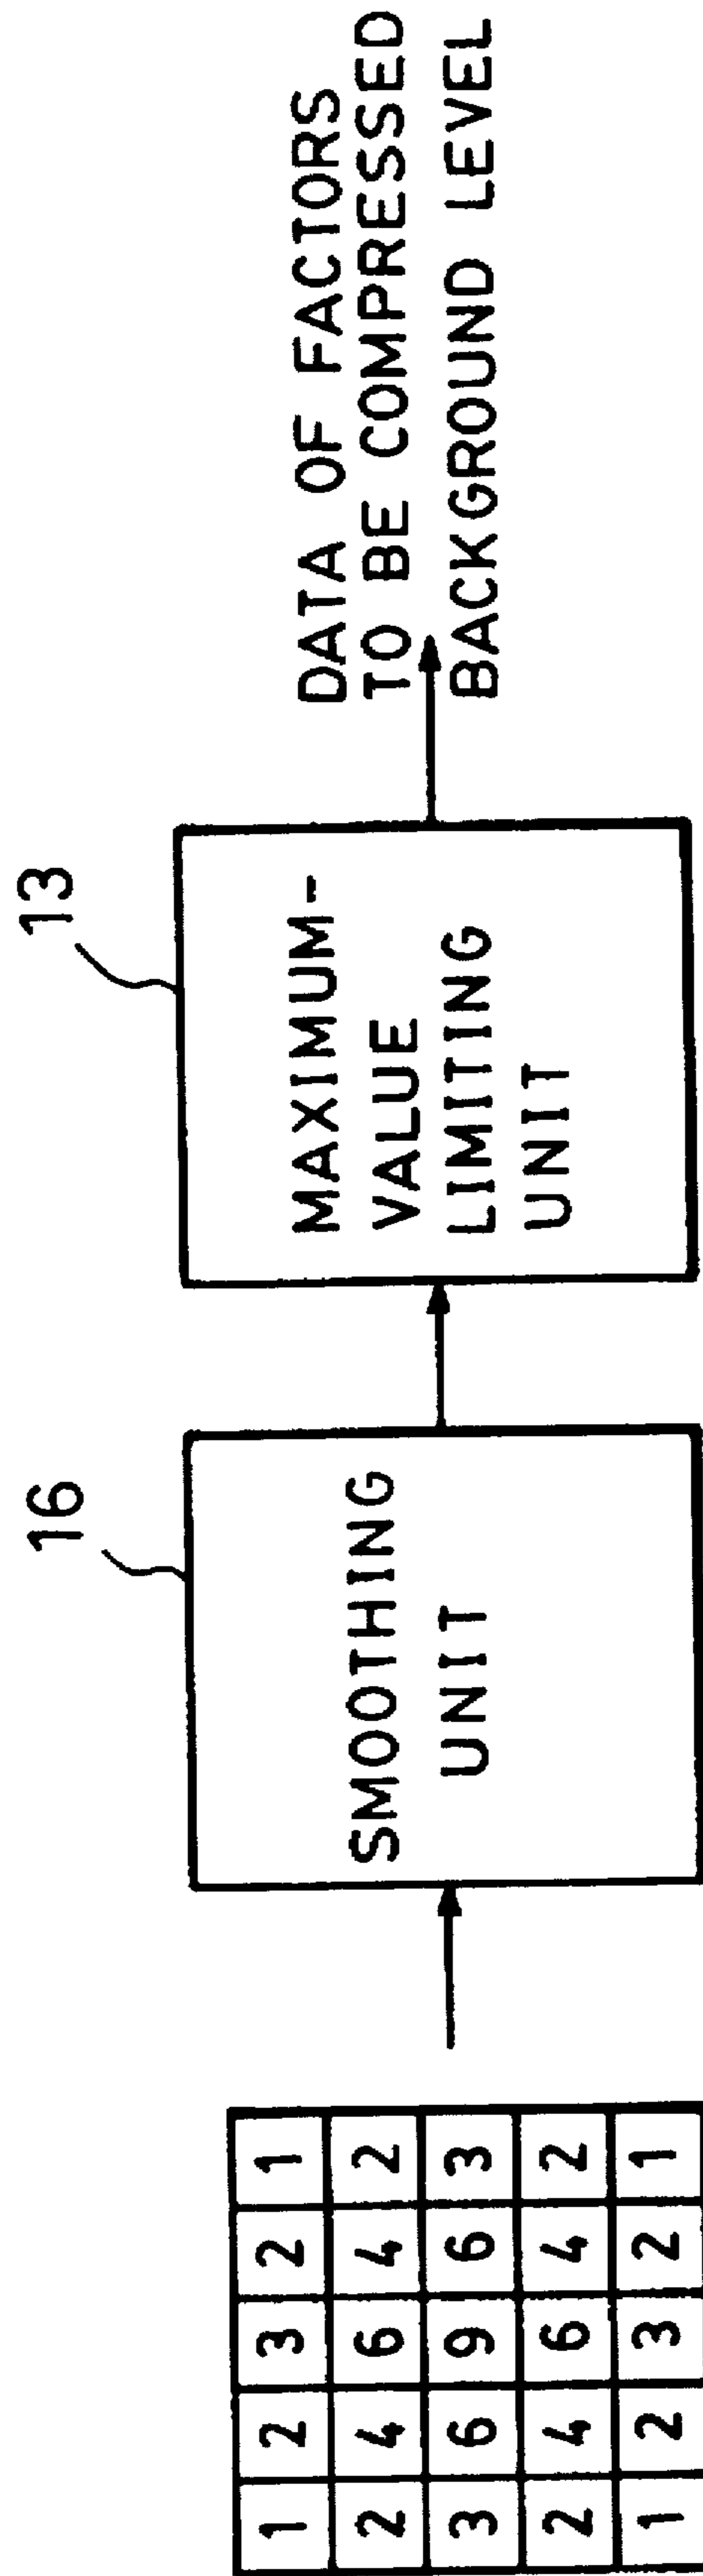 1 2 3 2 1
2 4 6 4 2
3 6 9 6 3
2 4 6 4 2
1 2 3 2 1
16
SMOOTHING
UNIT
13
MAXIMUM-
VALUE
LIMITING
UNIT
DATA OF FACTORS
TO BE COMPRESSED
BACKGROUND LEVEL